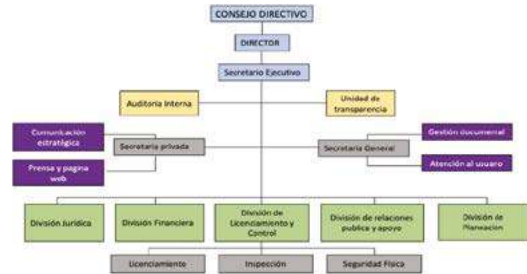 CONSEJO DIRECTIVO
DIRECTOR
Secretario Ejecutivo
Auditoria Interna
Unidad de
transparencia
Comunicación
estratégica
Prensa y pagina
web
Secretaria privada
Secretaria General
Gestión documental
Atención al usuario
División Jurídica
División Financiera
División de
Licenciamiento y
Control
División de relaciones
publica y apoyo
División de
Planeacion
Licenciamiento
Inspección
Seguridad Física